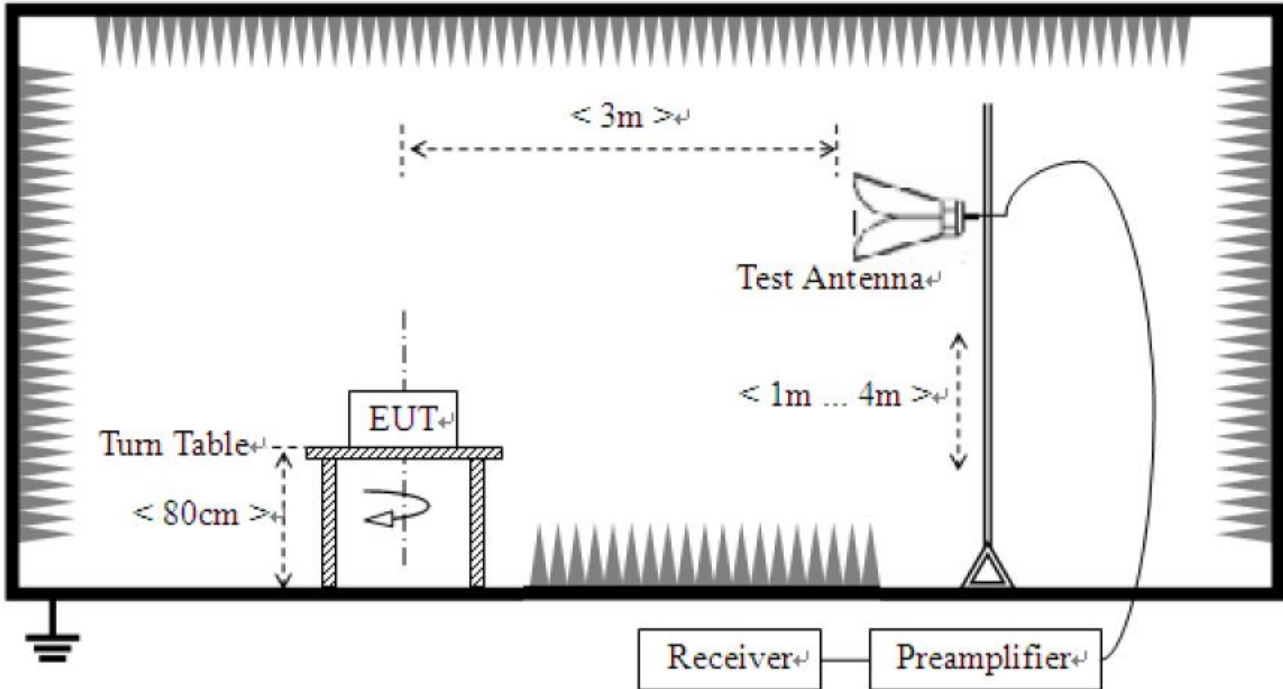 < 3m >↵
Test Antenna↵
< 1m ... 4m >↵
EUT↵
Turn Table↵
< 80cm >↵
Receiver↵
Preamplifier↵